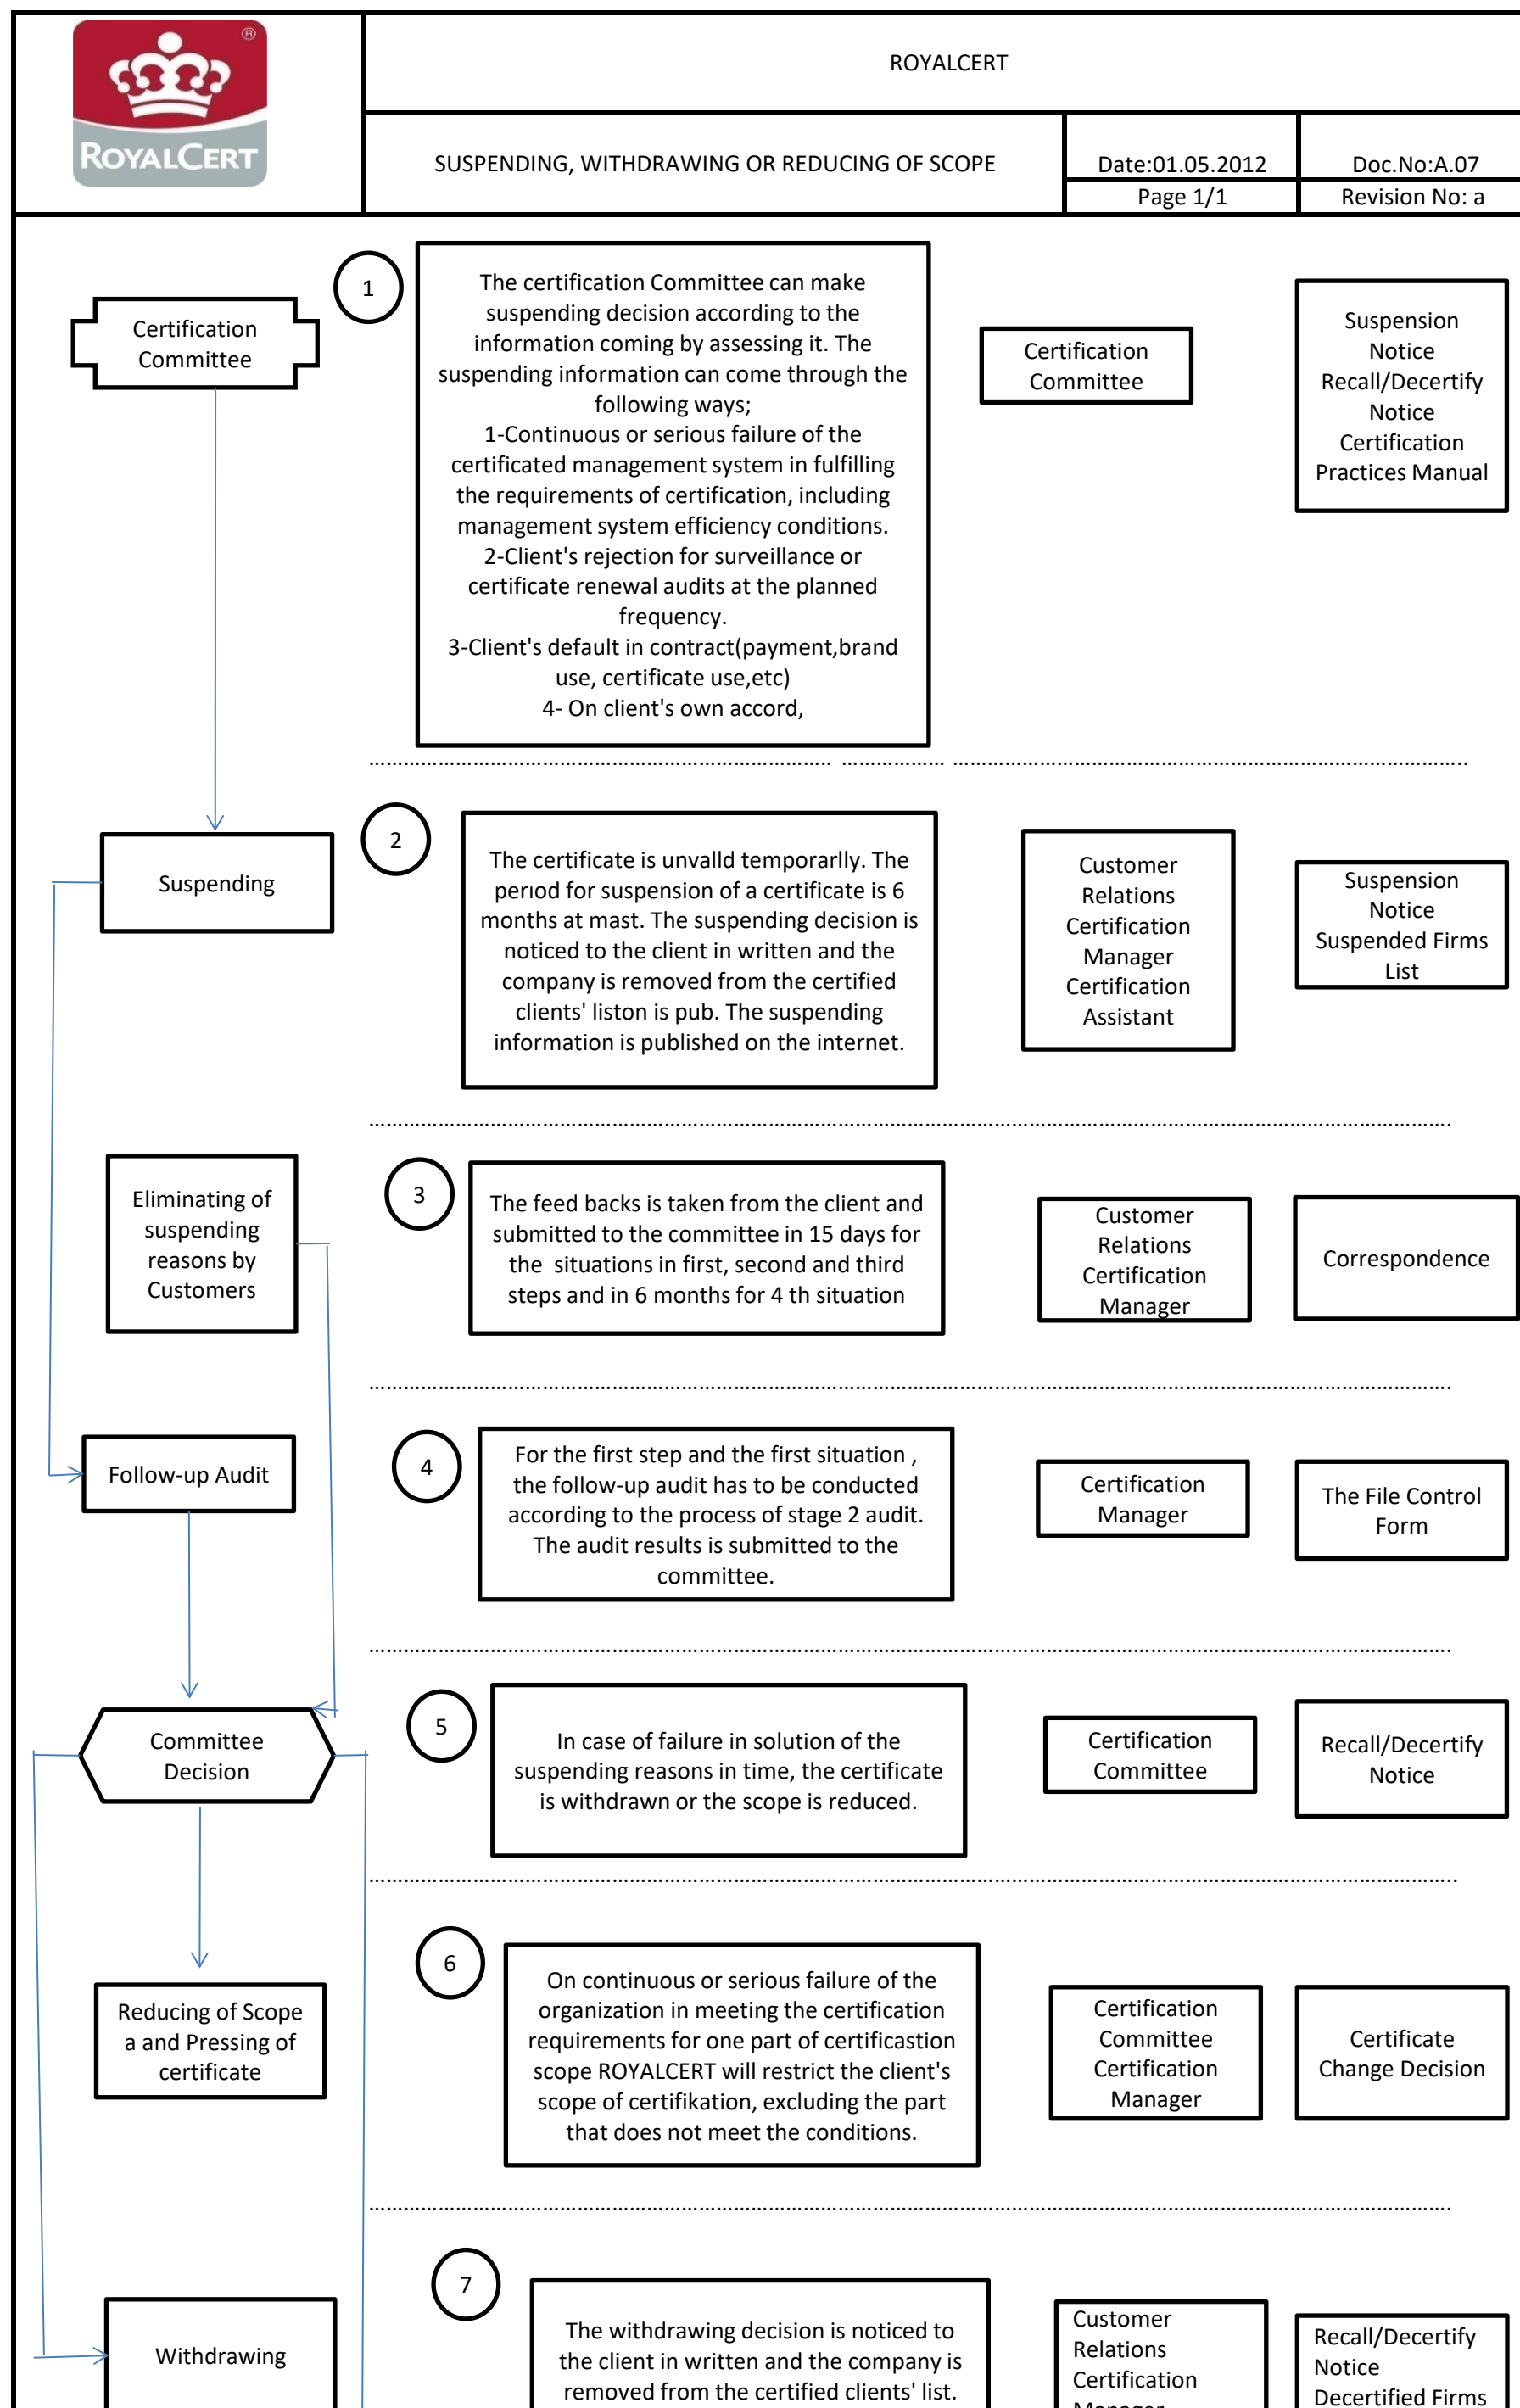 ®
ROYALCERT
ROYALCERT
SUSPENDING, WITHDRAWING OR REDUCING OF SCOPE
Date:01.05.2012
Doc.No:A.07
Page 1/1
Revision No: a
Certification
Committee
1
The certification Committee can make
suspending decision according to the
information coming by assessing it. The
suspending information can come through the
following ways;
1-Continuous or serious failure of the
certificated management system in fulfilling
the requirements of certification, including
management system efficiency conditions.
2-Client's rejection for surveillance or
certificate renewal audits at the planned
frequency.
3-Client's default in contract(payment,brand
use, certificate use,etc)
4- On client's own accord,
Certification
Committee
Suspension
Notice
Recall/Decertify
Notice
Certification
Practices Manual
Suspending
2
The certificate is unvalld temporarlly. The
perıod for suspension of a certificate is 6
months at mast. The suspending decision is
noticed to the client in written and the
company is removed from the certified
clients' liston is pub. The suspending
information is published on the internet.
Customer
Relations
Certification
Manager
Certification
Assistant
Suspension
Notice
Suspended Firms
List
Eliminating of
suspending
reasons by
Customers
3
The feed backs is taken from the client and
submitted to the committee in 15 days for
the situations in first, second and third
steps and in 6 months for 4 th situation
Customer
Relations
Certification
Manager
Correspondence
Follow-up Audit
4
For the first step and the first situation ,
the follow-up audit has to be conducted
according to the process of stage 2 audit.
The audit results is submitted to the
committee.
Certification
Manager
The File Control
Form
Committee
Decision
5
In case of failure in solution of the
suspending reasons in time, the certificate
is withdrawn or the scope is reduced.
Certification
Committee
Recall/Decertify
Notice
Reducing of Scope
a and Pressing of
certificate
6
On continuous or serious failure of the
organization in meeting the certification
requirements for one part of certificastion
scope ROYALCERT will restrict the client's
scope of certifikation, excluding the part
that does not meet the conditions.
Certification
Committee
Certification
Manager
Certificate
Change Decision
Withdrawing
7
The withdrawing decision is noticed to
the client in written and the company is
removed from the certified clients' list.
Customer
Relations
Certification
Recall/Decertify
Notice
Decertified Firms